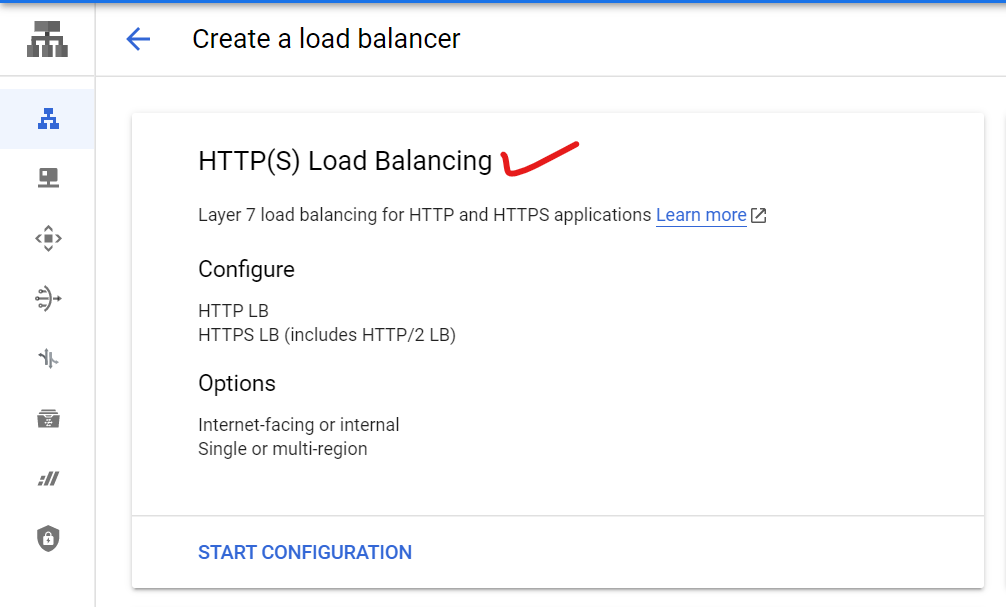 Create a load balancer
HTTP(S) Load Balancing
Layer 7 load balancing for HTTP and HTTPS applications Learn more
Configure
HTTP LB
HTTPS LB (includes HTTP/2 LB)
Options
Internet-facing or internal
Single or multi-region
START CONFIGURATION